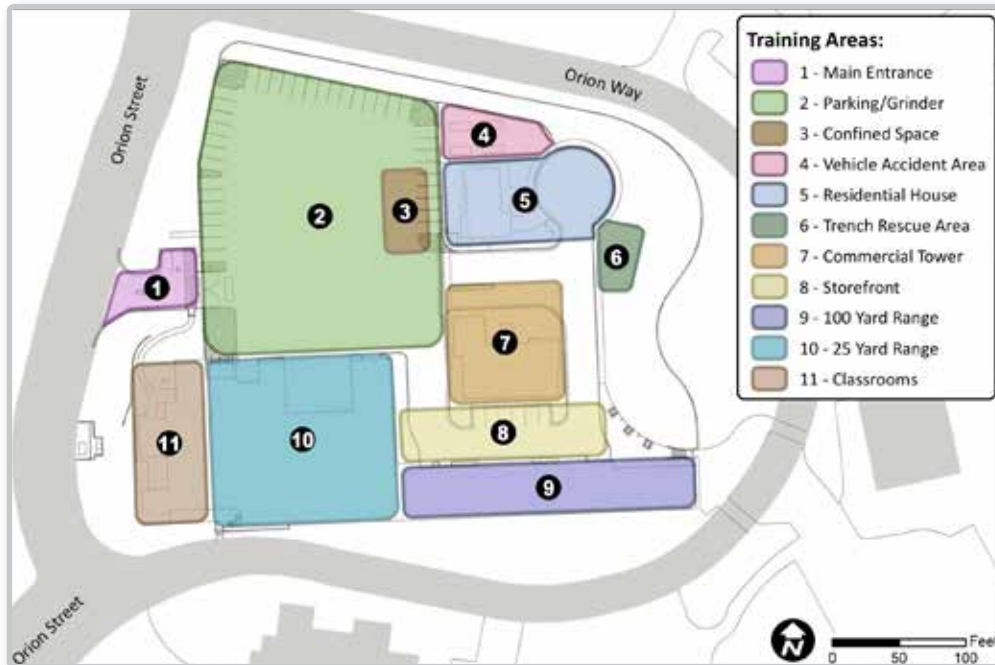 Orion Street
Orion Way
Training Areas:
1 - Main Entrance
2 - Parking/Grinder
3 - Confined Space
4 - Vehicle Accident Area
5 - Residential House
6 - Trench Rescue Area
7 - Commercial Tower
8 - Storefront
9 - 100 Yard Range
10 - 25 Yard Range
11 - Classrooms
4
5
3
2
6
1
7
8
10
11
9
Orion Street
N
Feet
0 50 100